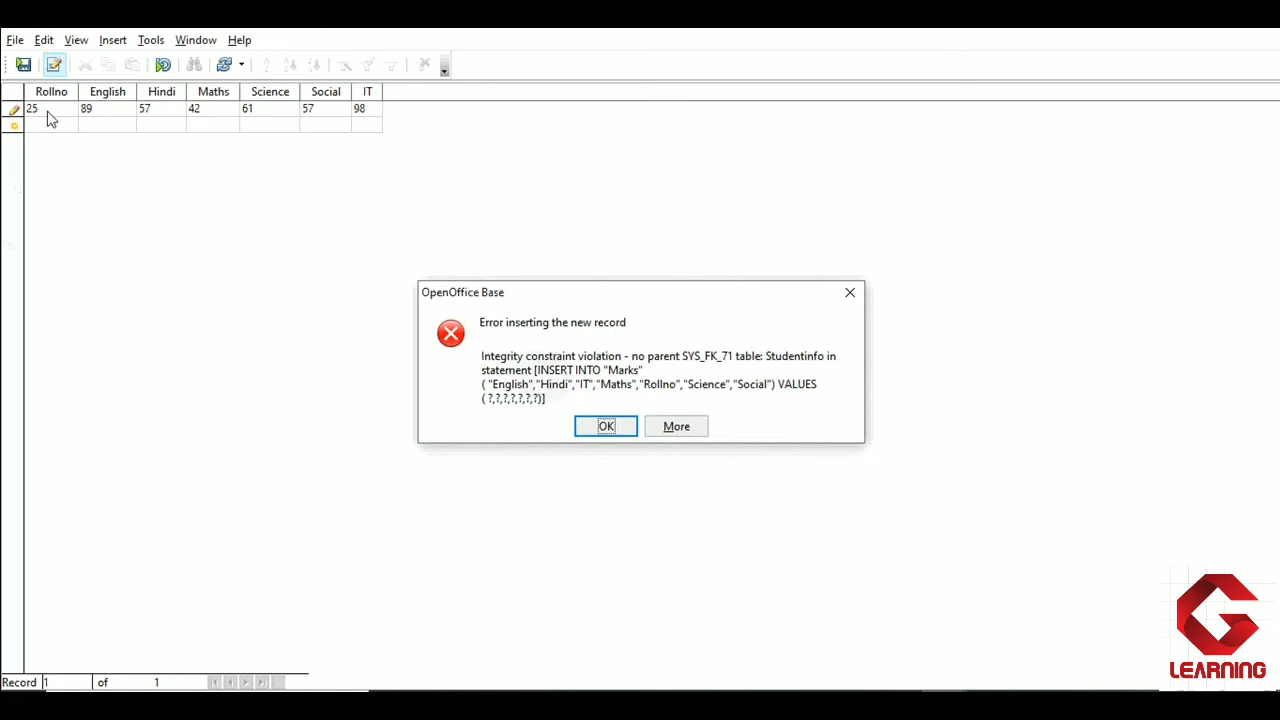 File Edit View Insert Tools Window Help
Rollno English Hindi Maths Science Social IT
25 89 57 42 61 57 98
OpenOffice Base
Error inserting the new record
Integrity constraint violation - no parent SYS_FK_71 table: Studentinfo in
statement [INSERT INTO "Marks"
( "English","Hindi","IT","Maths","Rollno","Science","Social") VALUES
( ?,?,?,?,?,?,?)]
OK More
G
LEARNING
Record 1 of 1